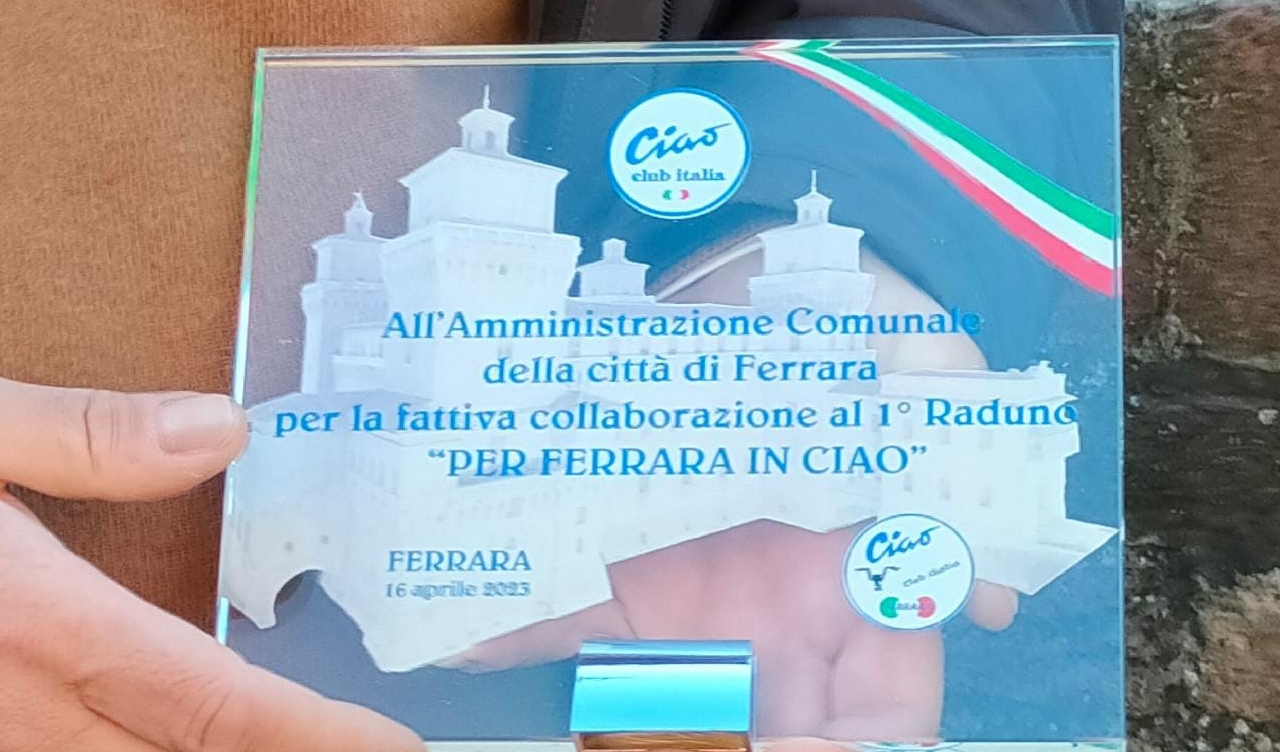 Ciao
club italia
All'Amministrazione Comunale
della città di Ferrara
per la fattiva collaborazione al 1° Raduno
“PER FERRARA IN CIAO”
FERRARA
16 aprile 2023
Ciao
Club